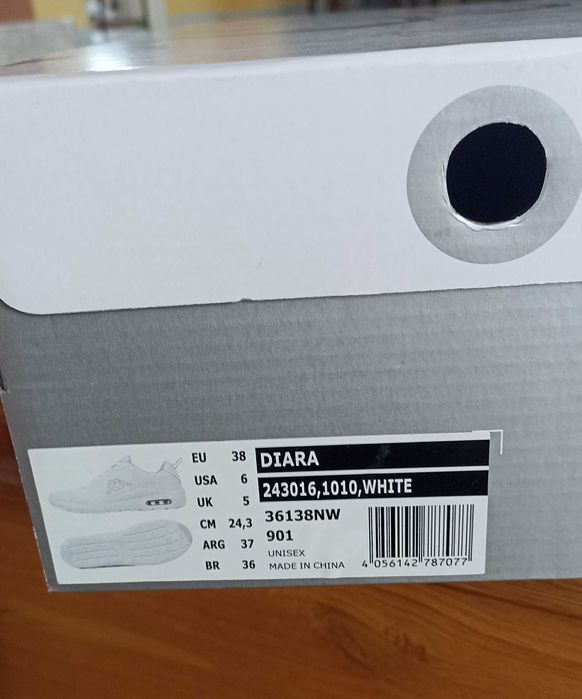 EU 38
USA 6
UK 5
CM 24,3
ARG 37
BR 36
DIARA
243016,1010,WHITE
36138NW
901
UNISEX
MADE IN CHINA
4 056142 787077